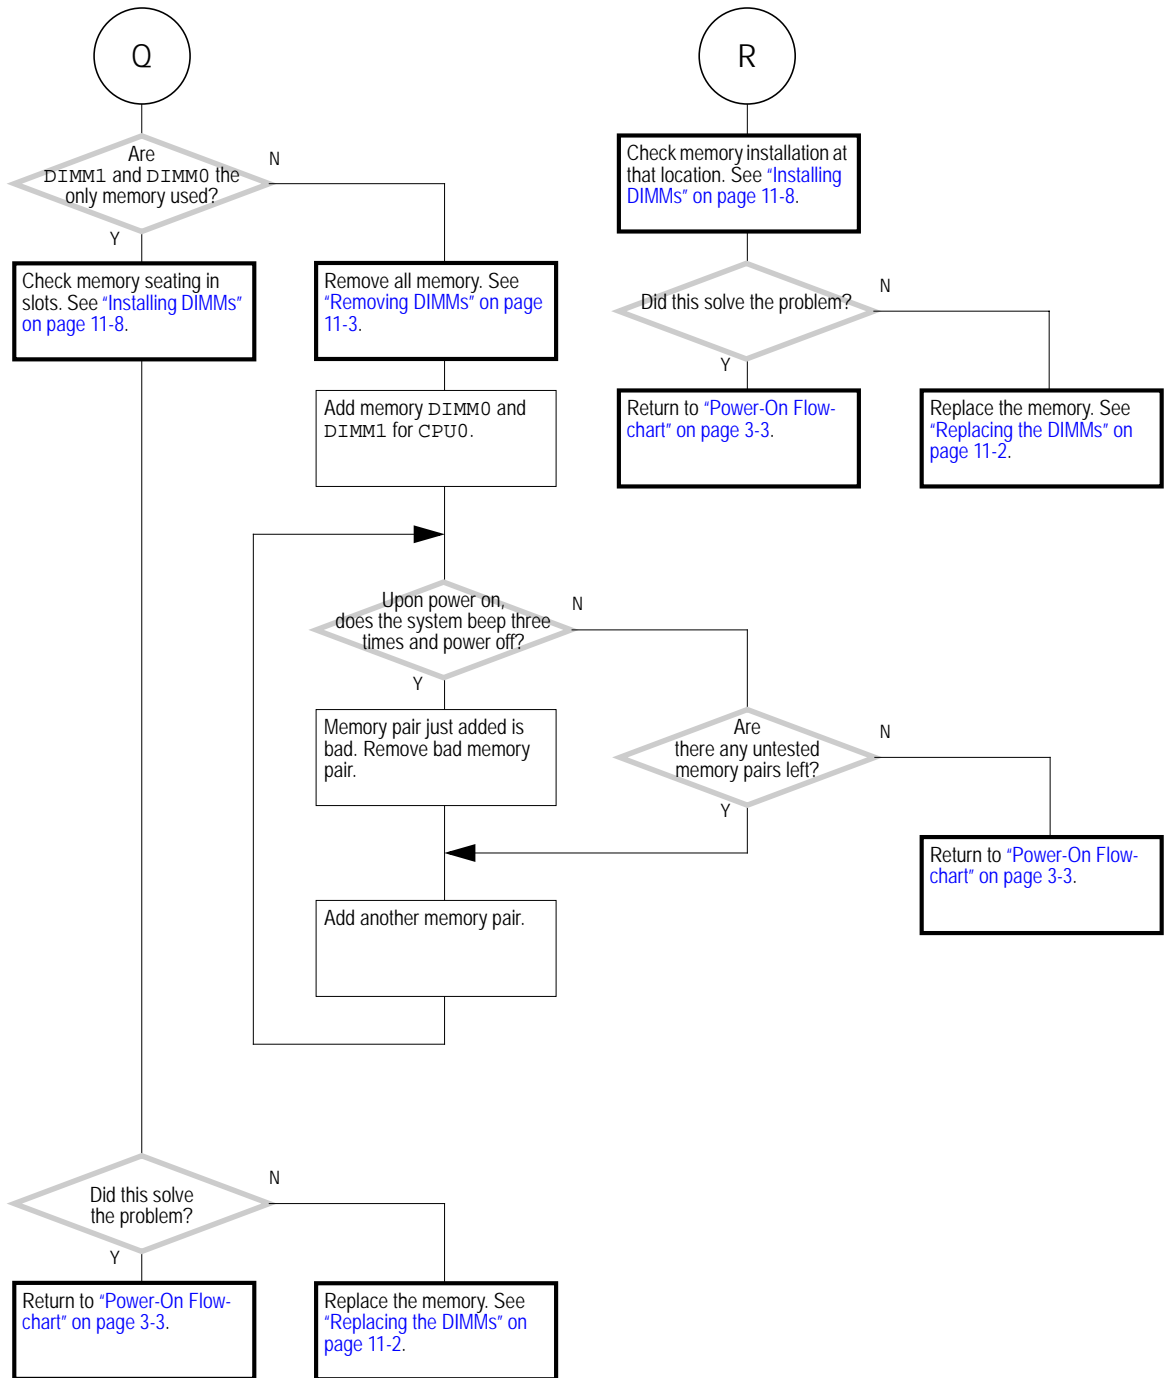 Q
Are
DIMM1 and DIMM0 the
only memory used?
N
Y
Check memory seating in
slots. See "Installing DIMMs"
on page 11-8.
Remove all memory. See
"Removing DIMMs" on page
11-3.
Add memory DIMM0 and
DIMM1 for CPU0.
Upon power on,
does the system beep three
times and power off?
N
Y
Memory pair just added is
bad. Remove bad memory
pair.
Are
there any untested
memory pairs left?
N
Y
Return to "Power-On Flow-
chart" on page 3-3.
Add another memory pair.
Did this solve
the problem?
N
Y
Return to "Power-On Flow-
chart" on page 3-3.
Replace the memory. See
"Replacing the DIMMs" on
page 11-2.
R
Check memory installation at
that location. See "Installing
DIMMs" on page 11-8.
Did this solve the problem?
N
Y
Return to "Power-On Flow-
chart" on page 3-3.
Replace the memory. See
"Replacing the DIMMs" on
page 11-2.